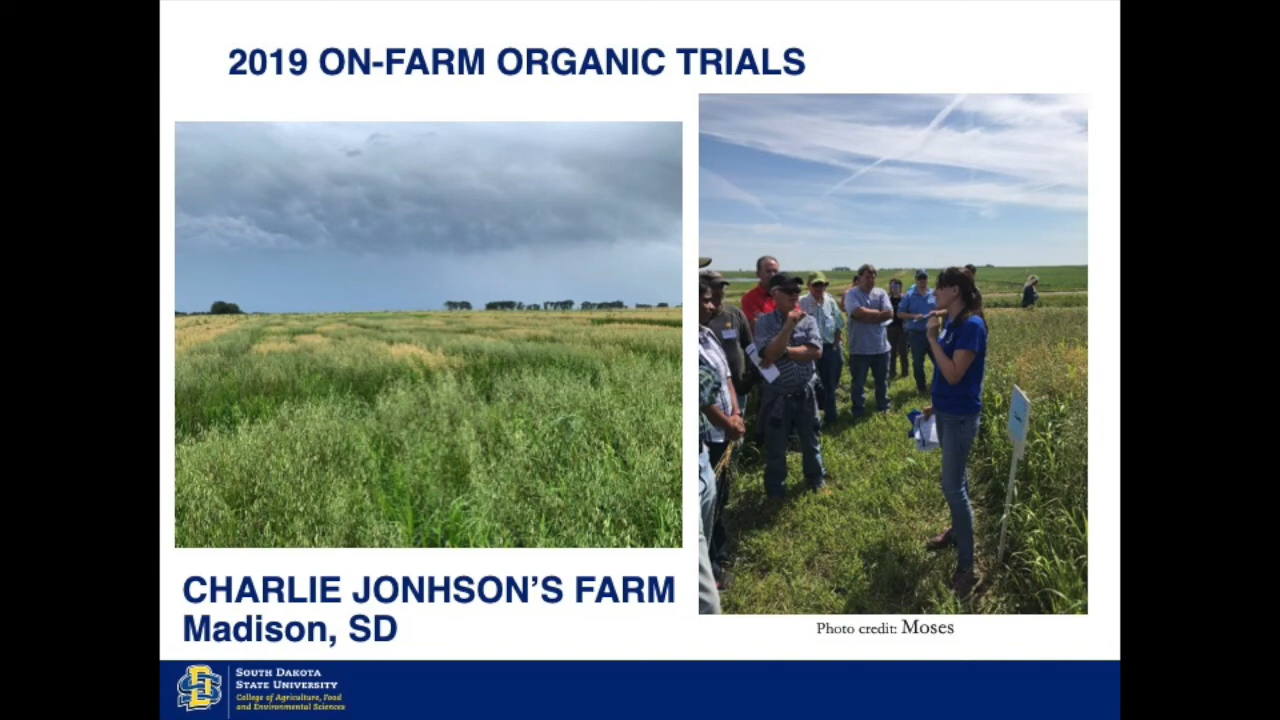 2019 ON-FARM ORGANIC TRIALS
CHARLIE JONHSON’S FARM
Madison, SD
Photo credit: Moses
SOUTH DAKOTA
STATE UNIVERSITY
College of Agriculture, Food
and Environmental Sciences